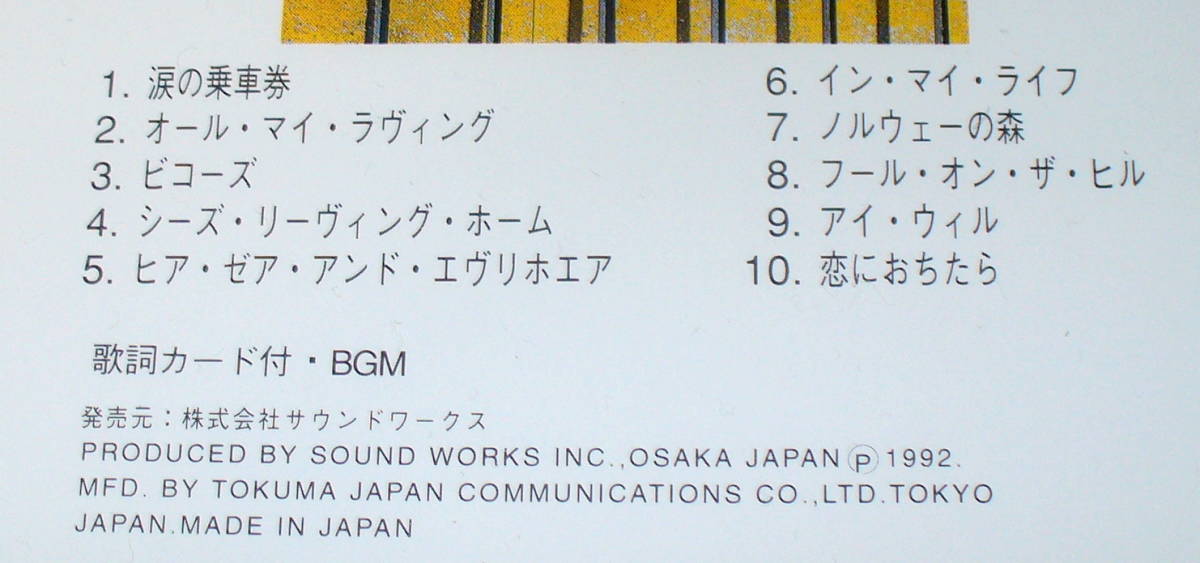 1. 涙の乗車券
2. オール・マイ・ラヴィング
3. ビコーズ
4. シーズ・リーヴィング・ホーム
5. ヒア・ゼア・アンド・エヴリホエア
6. イン・マイ・ライフ
7. ノルウェーの森
8. フール・オン・ザ・ヒル
9. アイ・ウィル
10. 恋におちたら
歌詞カード付・BGM
発売元：株式会社サウンドワークス
PRODUCED BY SOUND WORKS INC.,OSAKA JAPAN Ⓟ 1992.
MFD. BY TOKUMA JAPAN COMMUNICATIONS CO.,LTD.TOKYO
JAPAN.MADE IN JAPAN